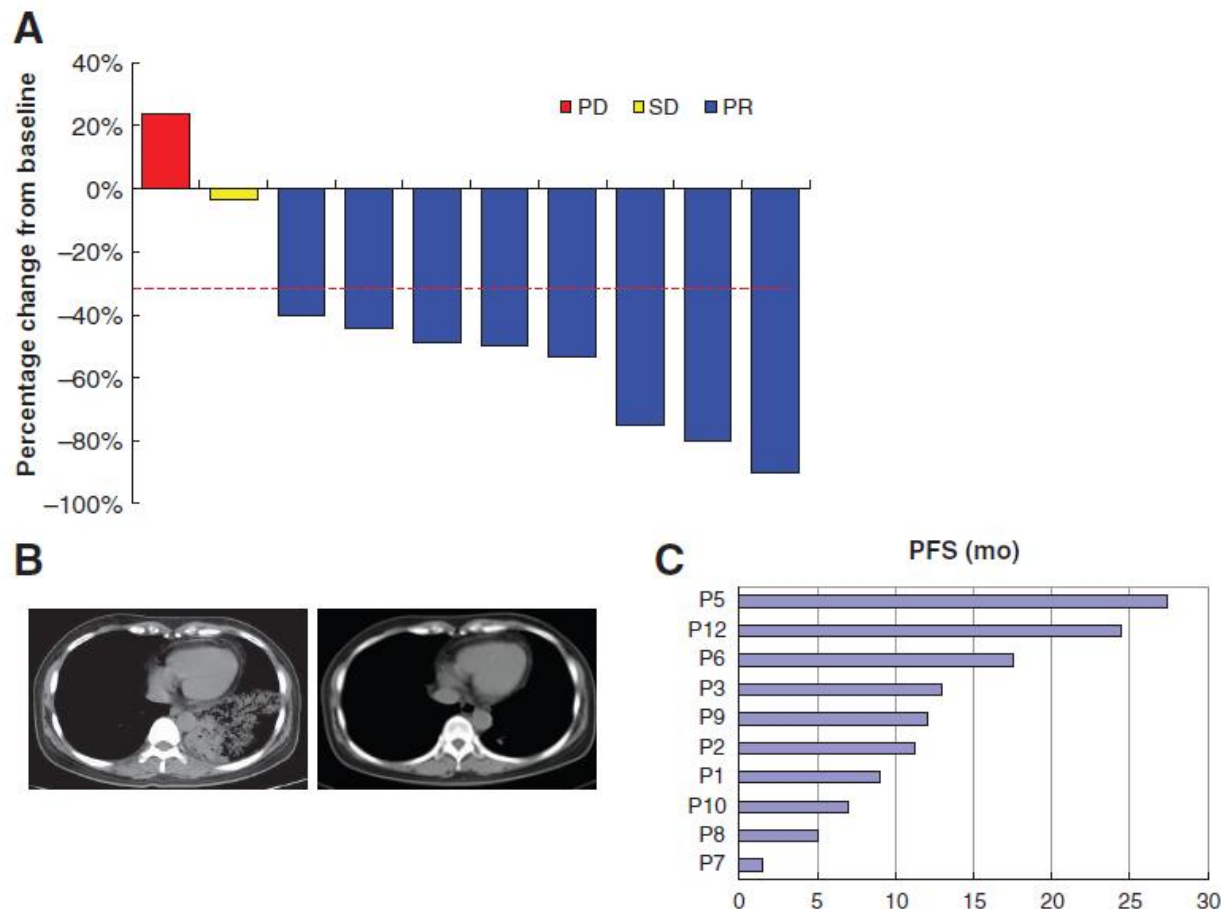 A
Percentage change from baseline
40%
20%
0%
–20%
–40%
–60%
–80%
–100%
PD SD PR
B
C
PFS (mo)
P5
P12
P6
P3
P9
P2
P1
P10
P8
P7
0 5 10 15 20 25 30